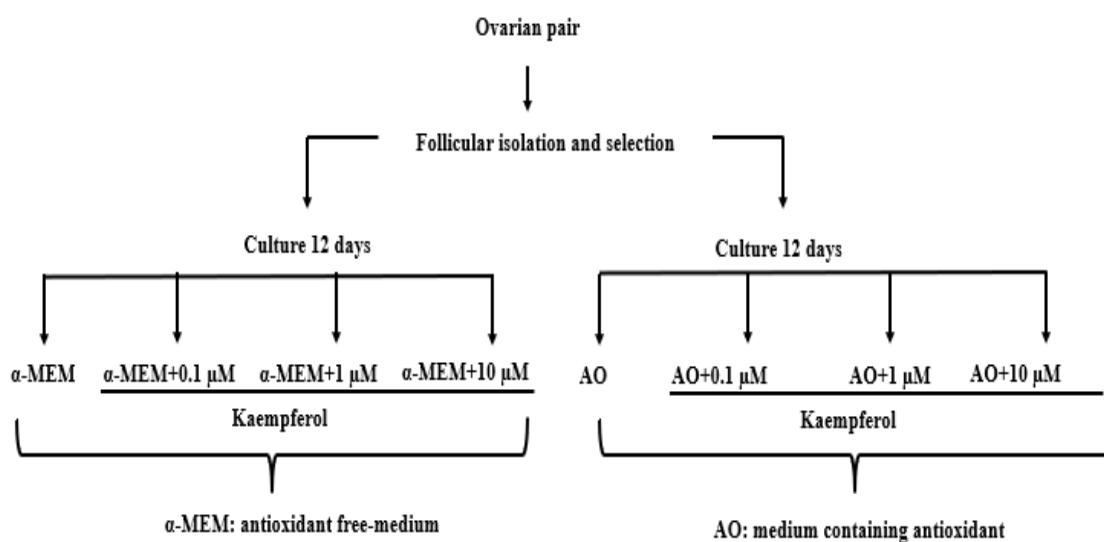 Ovarian pair
Follicular isolation and selection
Culture 12 days
Culture 12 days
α-MEM α-MEM+0.1 μM α-MEM+1 μM α-MEM+10 μM
AO AO+0.1 μM AO+1 μM AO+10 μM
Kaempferol
Kaempferol
α-MEM: antioxidant free-medium
AO: medium containing antioxidant